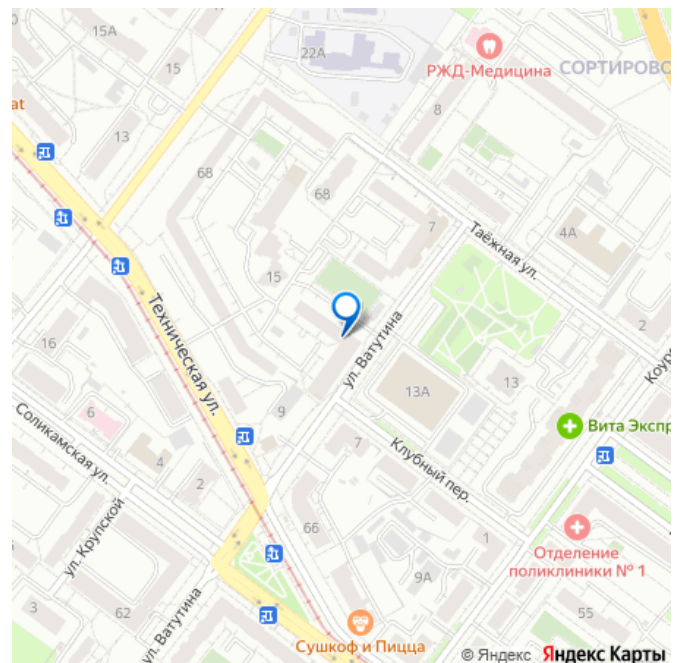 15А
15
22А
РЖД-Медицина
СОРТИРОВО
at
13
8
68
68
7
Таёжная ул.
4А
15
Техническая ул.
ул. Ватутина
2
16
13А
13
Коур
9
6
Вита Экспр
Соликамская ул.
7
Клубный пер.
4
2
ул. Крупской
66
1
Отделение
поликлиники № 1
9А
3
62
55
ул. Ватутина
Сушкоф и Пицца
© Яндекс Яндекс Карты